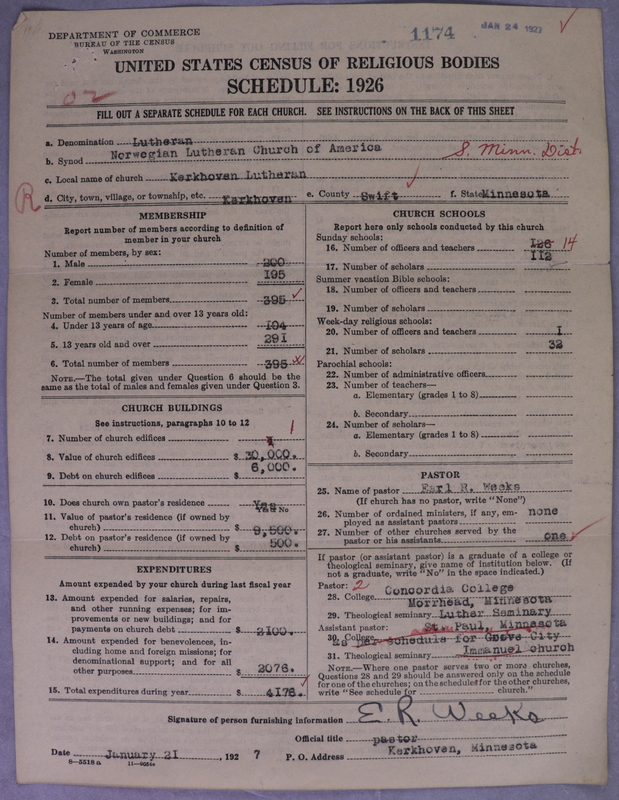 DEPARTMENT OF COMMERCE
BUREAU OF THE CENSUS
WASHINGTON
1174
JAN 24 1927
UNITED STATES CENSUS OF RELIGIOUS BODIES
SCHEDULE: 1926
FILL OUT A SEPARATE SCHEDULE FOR EACH CHURCH. SEE INSTRUCTIONS ON THE BACK OF THIS SHEET
a. Denomination Lutheran
b. Synod Norwegian Lutheran Church of America S. Minn. Dist.
c. Local name of church Kerkhoven Lutheran
R d. City, town, village, or township, etc. Kerkhoven e. County Swift f. State Minnesota
MEMBERSHIP
Report number of members according to definition of
member in your church
Number of members, by sex:
1. Male 200
2. Female 195
3. Total number of members 395
Number of members under and over 13 years old:
4. Under 13 years of age 104
5. 13 years old and over 291
6. Total number of members 395
NOTE.—The total given under Question 6 should be the
same as the total of males and females given under Question 3.
CHURCH BUILDINGS
See instructions, paragraphs 10 to 12
7. Number of church edifices 1
8. Value of church edifices $ 30,000.
9. Debt on church edifices $ 6,000.
10. Does church own pastor's residence Yes No
11. Value of pastor's residence (if owned by
church) $ 9,500.
12. Debt on pastor's residence (if owned by
church) $ 500.
EXPENDITURES
Amount expended by your church during last fiscal year
13. Amount expended for salaries, repairs,
and other running expenses; for im-
provements or new buildings; and for
payments on church debt $ 2100.
14. Amount expended for benevolences, in-
cluding home and foreign missions; for
denominational support; and for all
other purposes $ 2076.
15. Total expenditures during year $ 4176.
CHURCH SCHOOLS
Report here only schools conducted by this church
Sunday schools:
16. Number of officers and teachers 126 14
17. Number of scholars 112
Summer vacation Bible schools:
18. Number of officers and teachers
19. Number of scholars
Week-day religious schools:
20. Number of officers and teachers 1
21. Number of scholars 32
Parochial schools:
22. Number of administrative officers
23. Number of teachers—
a. Elementary (grades 1 to 8)
b. Secondary
24. Number of scholars—
a. Elementary (grades 1 to 8)
b. Secondary
PASTOR
25. Name of pastor Earl R. Weeks
(If church has no pastor, write "None")
26. Number of ordained ministers, if any, em-
ployed as assistant pastors none
27. Number of other churches served by the
pastor or his assistants one
If pastor (or assistant pastor) is a graduate of a college or
theological seminary, give name of institution below. (If
not a graduate, write "No" in the space indicated.)
Pastor: 2
28. College Concordia College
Morrhead, Minnesota
29. Theological seminary Luther Seminary
Assistant pastor: St. Paul, Minnesota
30. College as per schedule for Grove City
31. Theological seminary Immanuel church
NOTE.—Where one pastor serves two or more churches,
Questions 28 and 29 should be answered only on the schedule
for one of the churches; on the schedules for the other churches,
write "See schedule for church."
Signature of person furnishing information E. R. Weeks
Official title pastor
Date January 21, 1927 P. O. Address Kerkhoven, Minnesota
8—5518a